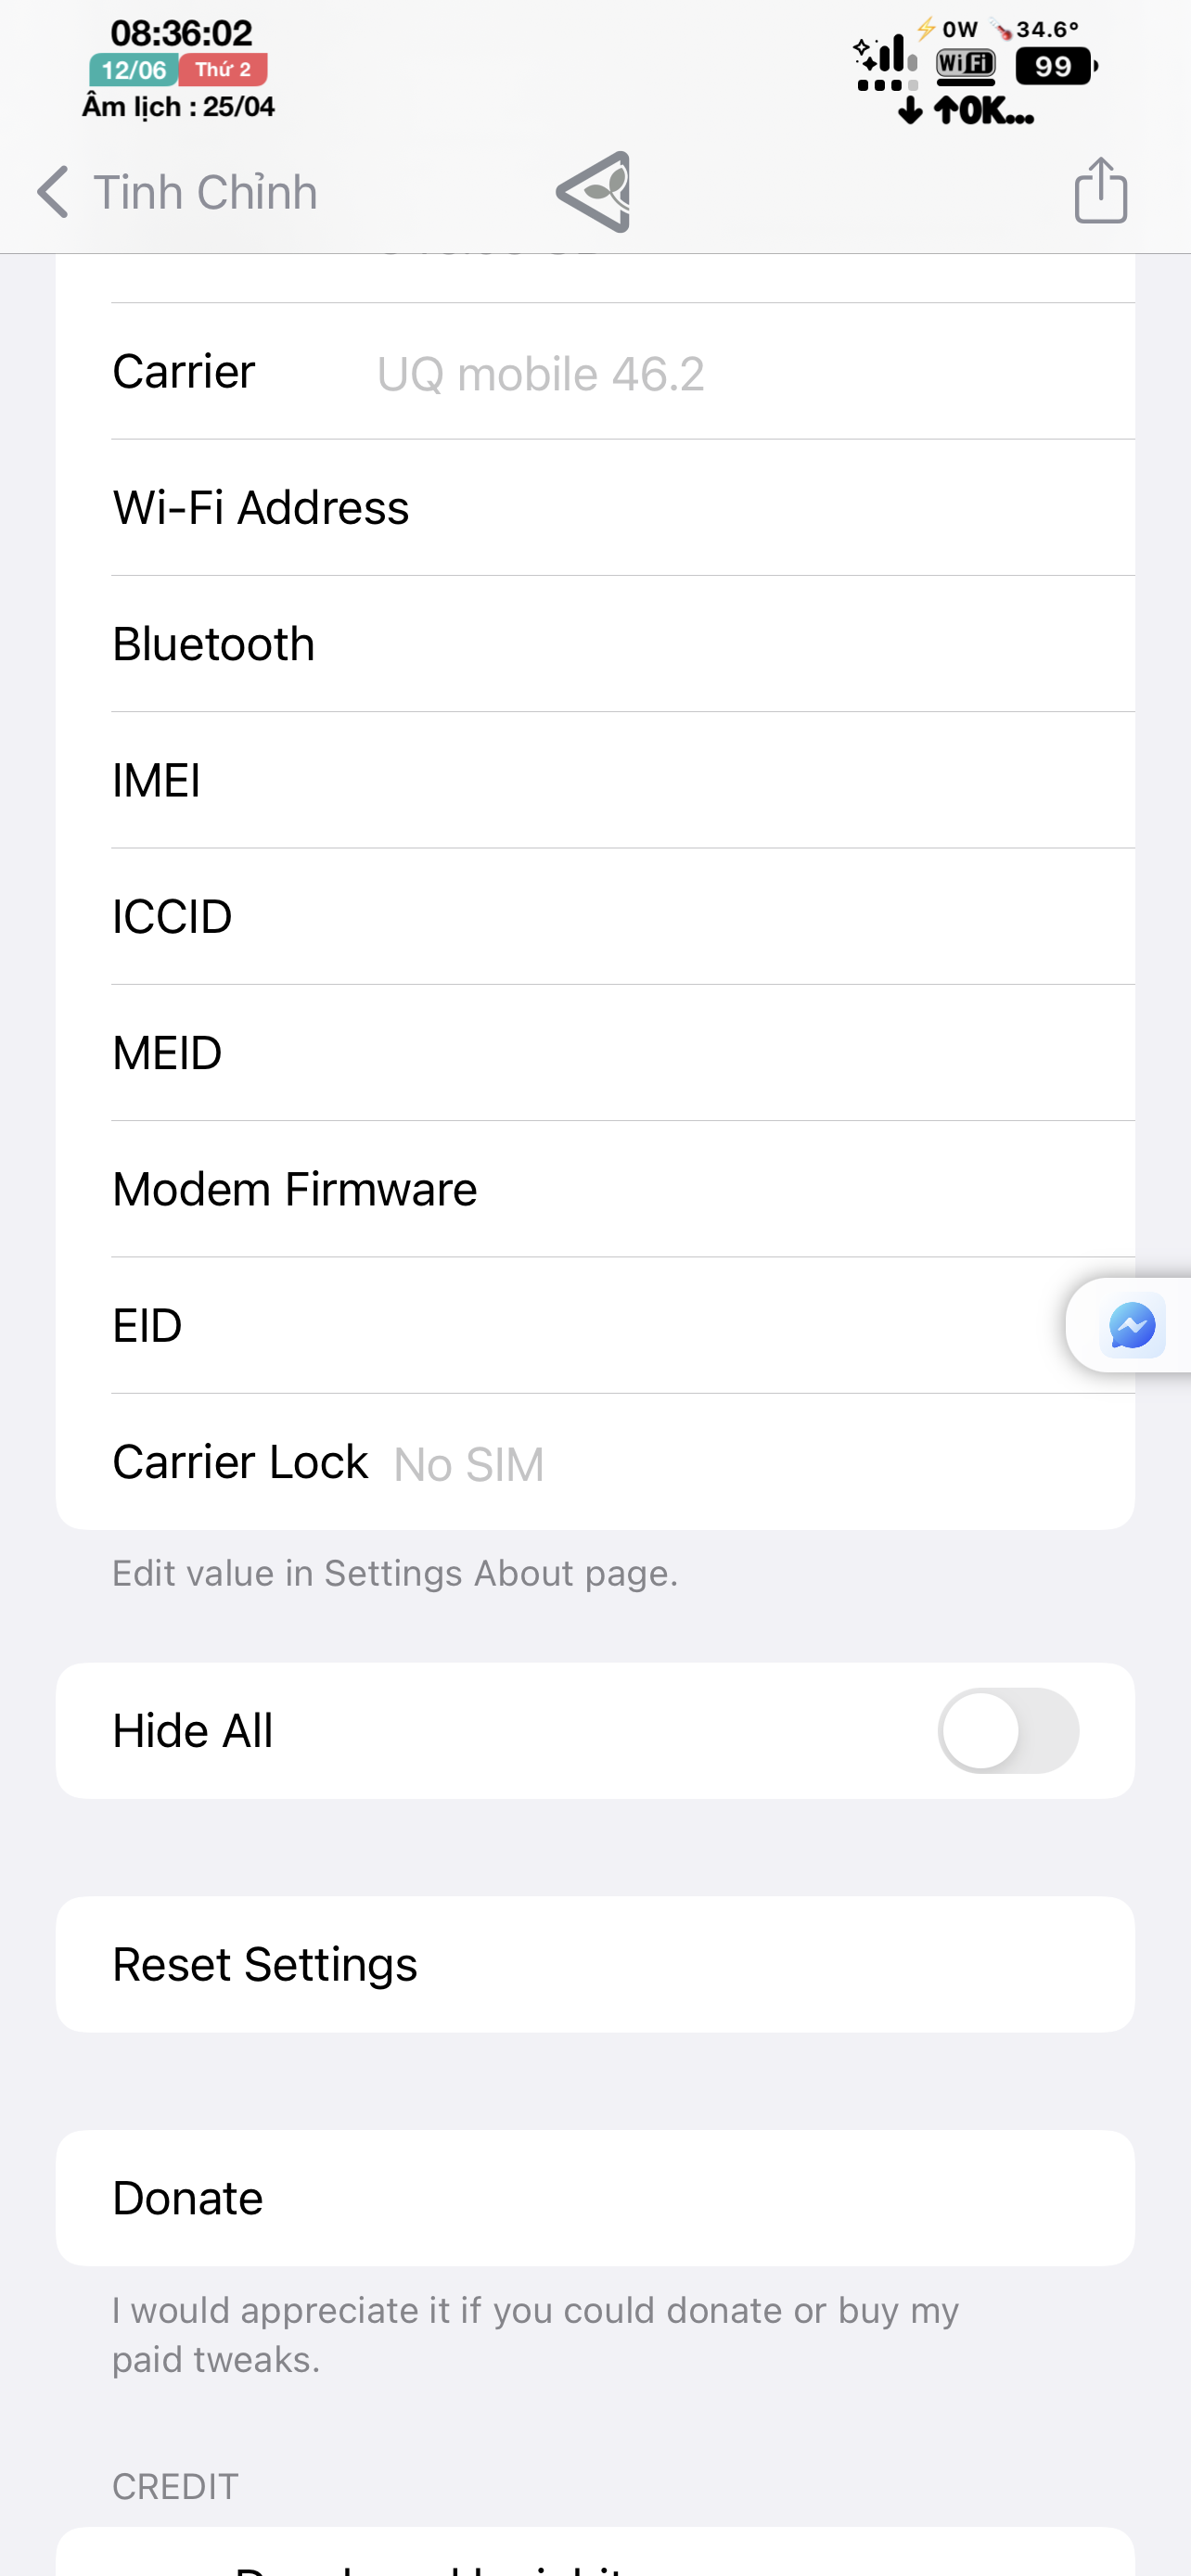 08:36:02
12/06 Thứ 2
Âm lịch : 25/04
⚡0W 34.6°
WiFi 99
↓ ↑0K...
Tinh Chỉnh
Carrier UQ mobile 46.2
Wi-Fi Address
Bluetooth
IMEI
ICCID
MEID
Modem Firmware
EID
Carrier Lock No SIM
Edit value in Settings About page.
Hide All
Reset Settings
Donate
I would appreciate it if you could donate or buy my
paid tweaks.
CREDIT